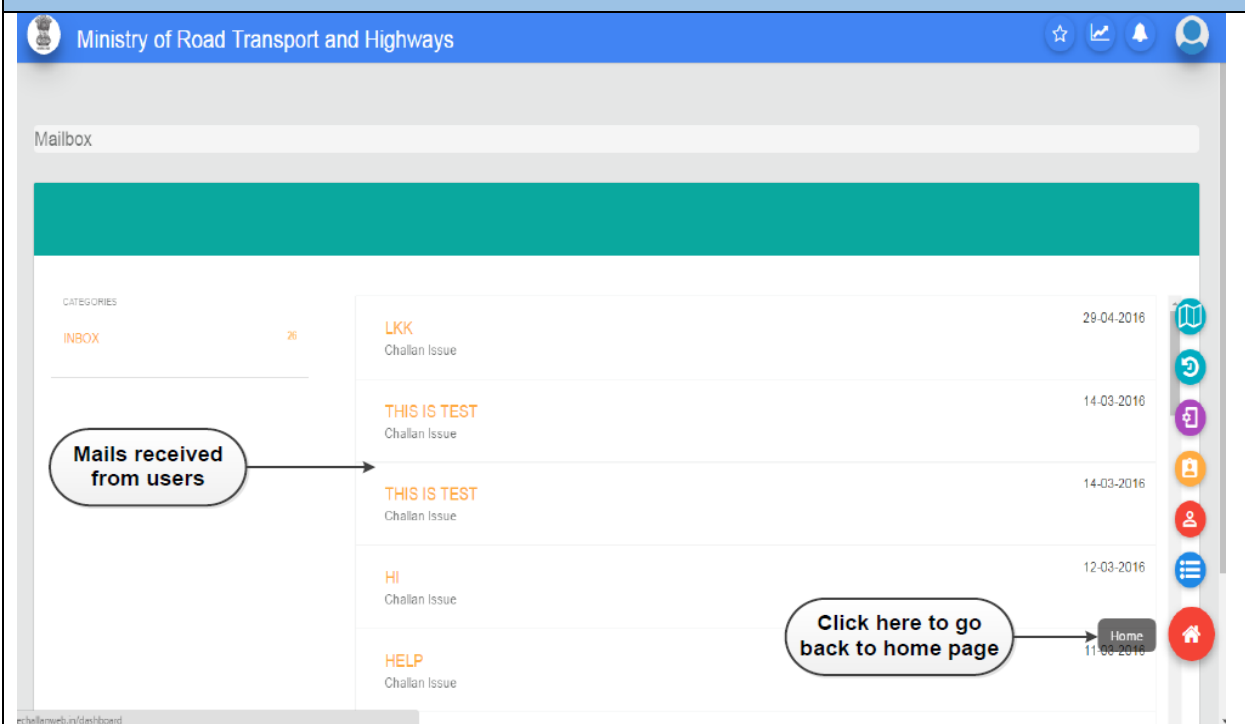 Ministry of Road Transport and Highways
Mailbox
CATEGORIES
INBOX 26
LKK 29-04-2016
Challan Issue
THIS IS TEST 14-03-2016
Challan Issue
Mails received
from users
THIS IS TEST 14-03-2016
Challan Issue
HI 12-03-2016
Challan Issue
Click here to go
back to home page
Home
HELP 11-03-2016
Challan Issue
echallanweb.in/dashboard